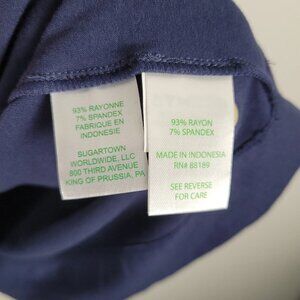 93% RAYONNE
7% SPANDEX
FABRIQUE EN
INDONESIE
SUGARTOWN
WORLDWIDE, LLC
800 THIRD AVENUE
KING OF PRUSSIA, PA
93% RAYON
7% SPANDEX
MADE IN INDONESIA
RN# 88189
SEE REVERSE
FOR CARE